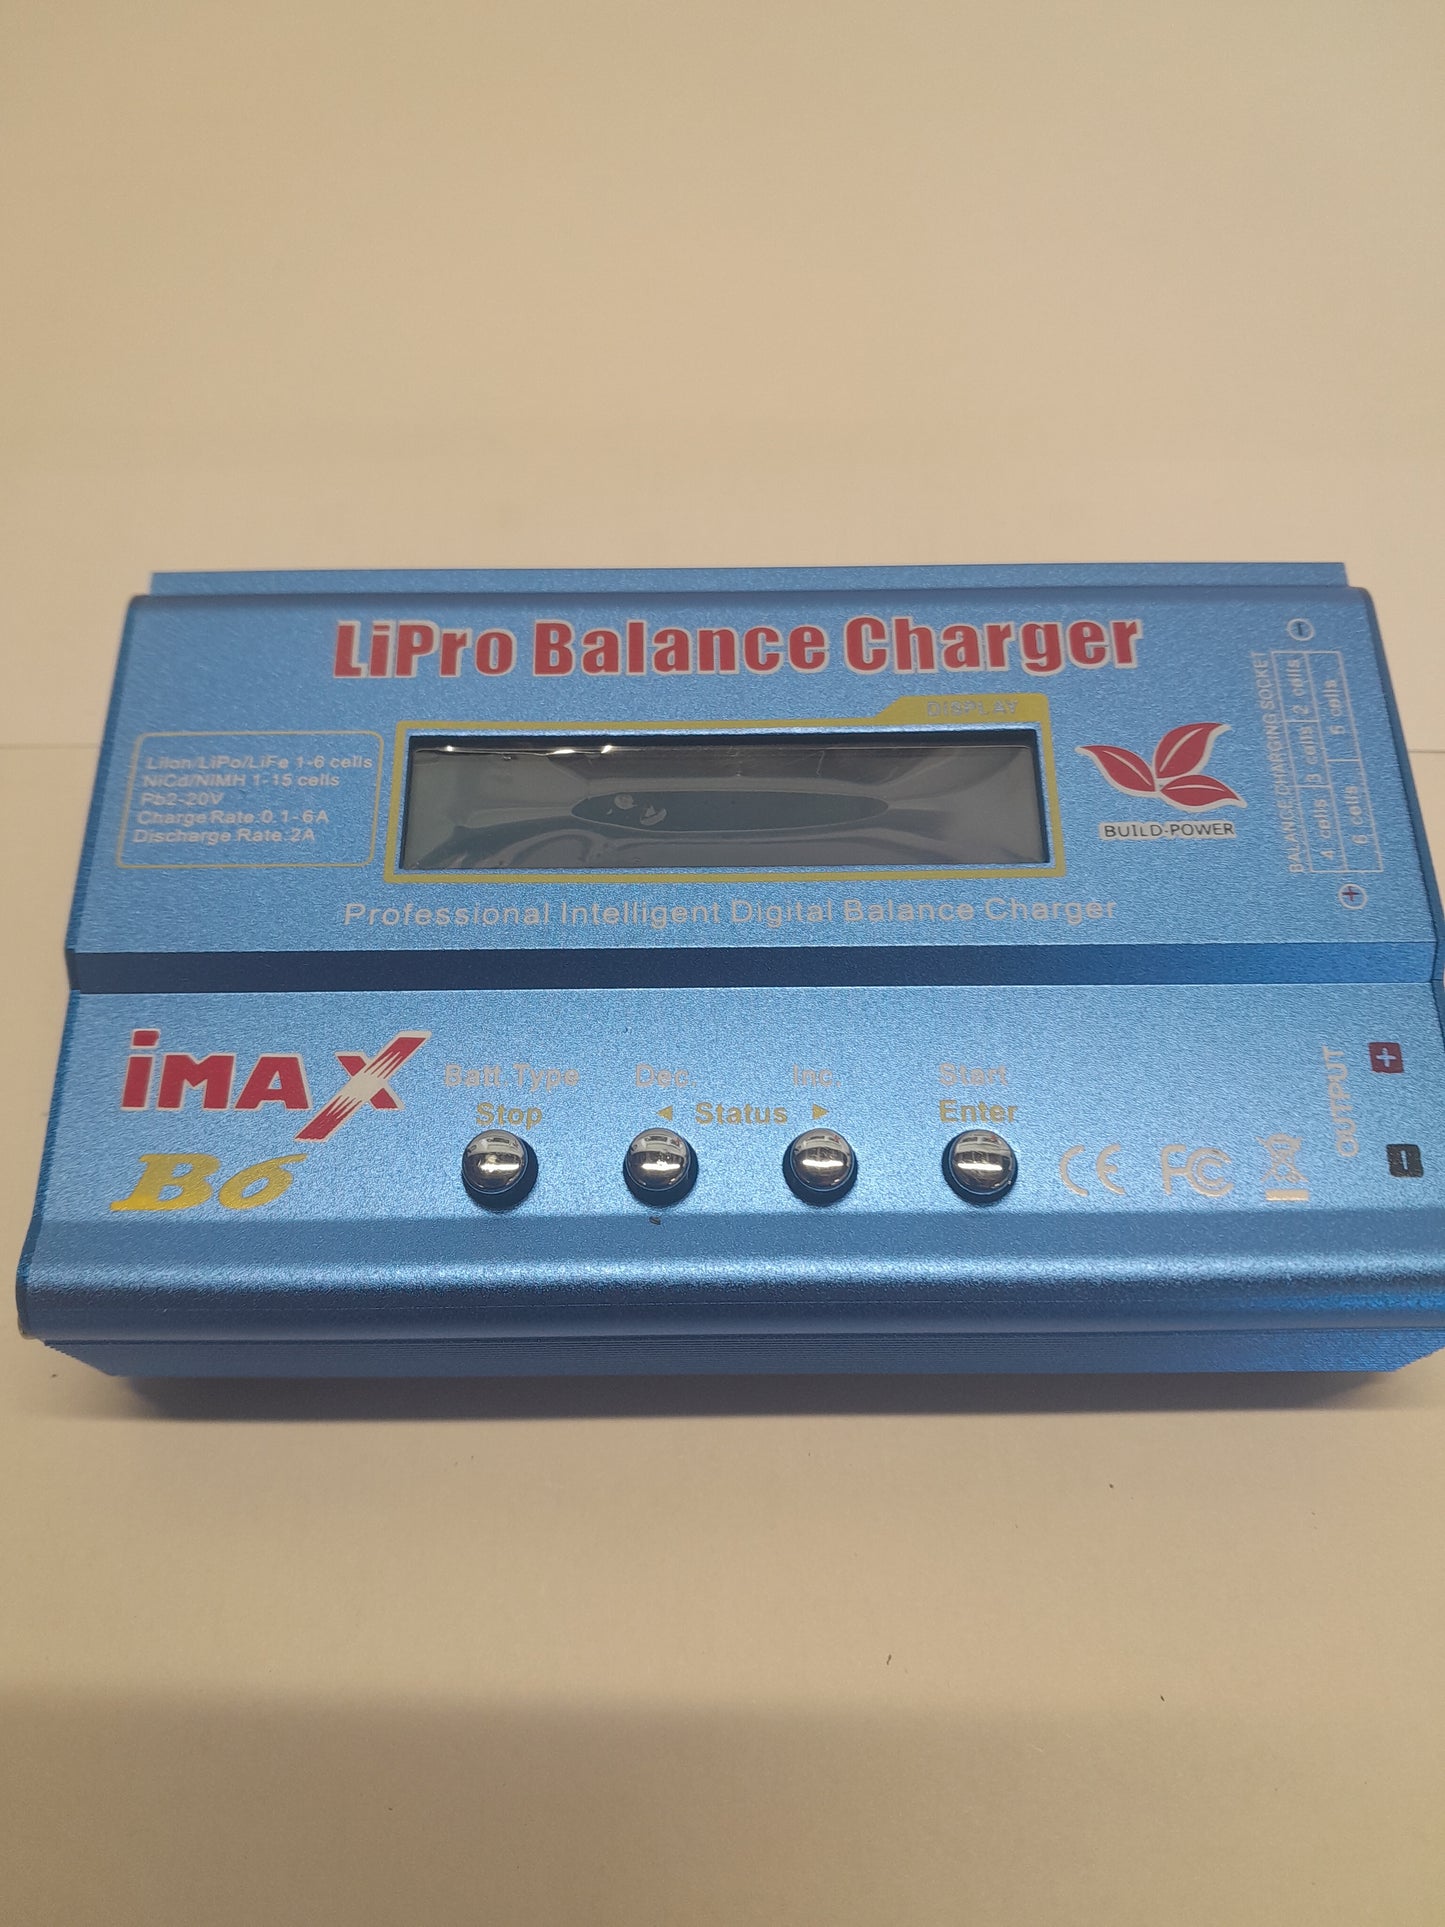 LiPro Balance Charger
DISPLAY
LiIon/LiPo/LiFe 1-6 cells
NiCd/NiMH 1-15 cells
Pb2-20V
Charge Rate:0.1-6A
Discharge Rate:2A
BUILD-POWER
BALANCE CHARGING SOCKET
4 cells 3 cells 2 cells
6 cells 5 cells
Professional Intelligent Digital Balance Charger
iMAX
B6
Batt.Type Dec. Inc. Start
Stop ◄ Status ► Enter
CE FC
OUTPUT
+
-